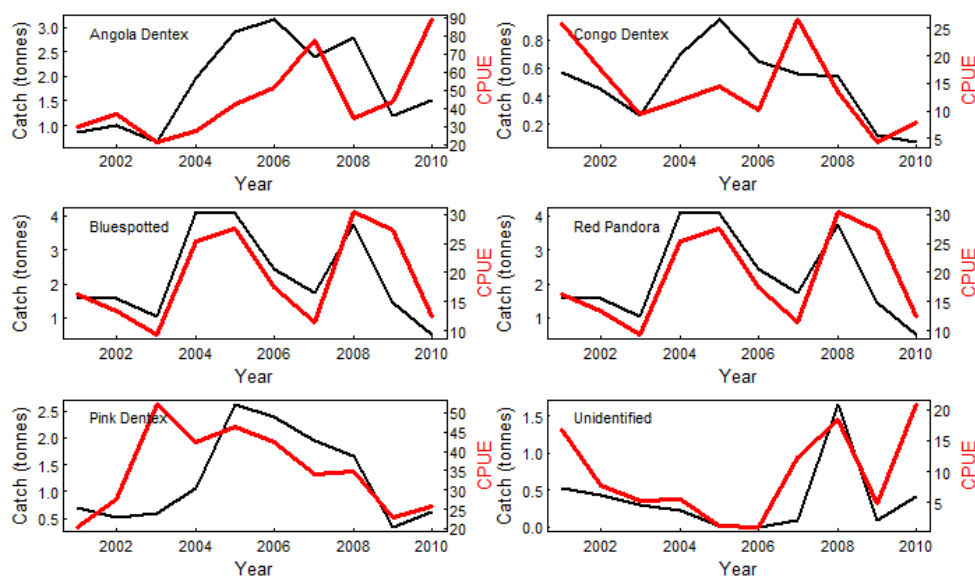 Angola Dentex
Catch (tonnes)
3.0
2.5
2.0
1.5
1.0
90
80
70
60
50
40
30
20
CPUE
2002 2004 2006 2008 2010
Year
Congo Dentex
Catch (tonnes)
0.8
0.6
0.4
0.2
25
20
15
10
5
CPUE
2002 2004 2006 2008 2010
Year
Bluespotted
Catch (tonnes)
4
3
2
1
30
25
20
15
10
CPUE
2002 2004 2006 2008 2010
Year
Red Pandora
Catch (tonnes)
4
3
2
1
30
25
20
15
10
CPUE
2002 2004 2006 2008 2010
Year
Pink Dentex
Catch (tonnes)
2.5
2.0
1.5
1.0
0.5
50
45
40
35
30
25
20
CPUE
2002 2004 2006 2008 2010
Year
Unidentified
Catch (tonnes)
1.5
1.0
0.5
0.0
20
15
10
5
CPUE
2002 2004 2006 2008 2010
Year